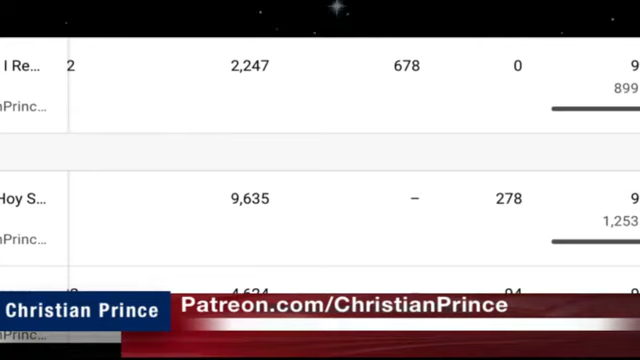 I Re... 2 2,247 678 0 9
899
nPrinc...
Hoy S... 9,635 – 278 9
1,253
nPrinc...
Christian Prince
Patreon.com/ChristianPrince
nPrinc...